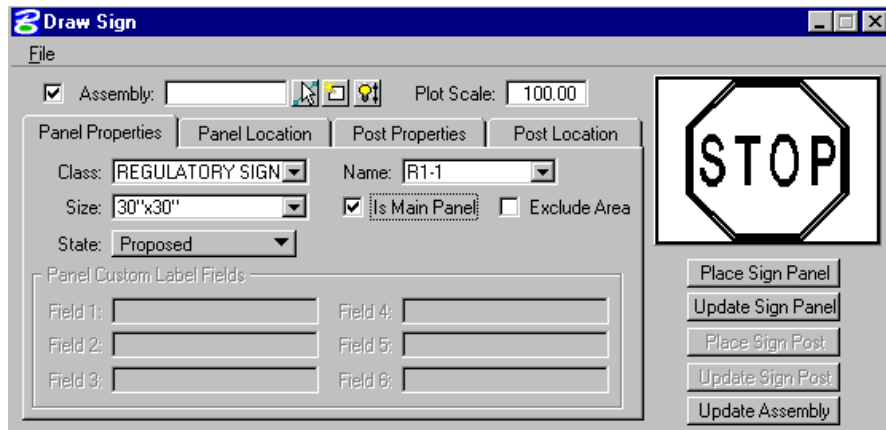 Draw Sign
File
Assembly: Plot Scale: 100.00
Panel Properties Panel Location Post Properties Post Location
Class: REGULATORY SIGN Name: R1-1
Size: 30"x30" Is Main Panel Exclude Area
State: Proposed
Panel Custom Label Fields
Field 1: Field 4:
Field 2: Field 5:
Field 3: Field 6:
STOP
Place Sign Panel
Update Sign Panel
Place Sign Post
Update Sign Post
Update Assembly